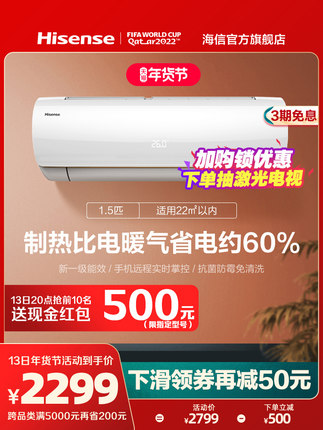 Hisense FIFA WORLD CUP Qatar2022 海信官方旗舰店
天猫年货节
Hisense
3期免息
26.0
加购锁优惠
下单抽激光电视
1.5匹 适用22㎡以内
制热比电暖气省电约60%
新一级能效/手机远程实时掌控/抗菌防霉免清洗
13日20点抢前10名
送现金红包 500元
(限指定型号)
13日年货节活动到手价
¥2299
跨品类满5000元再省200元
下滑领券再减50元
= 活动价 ¥2799 - 下单立减 ¥500